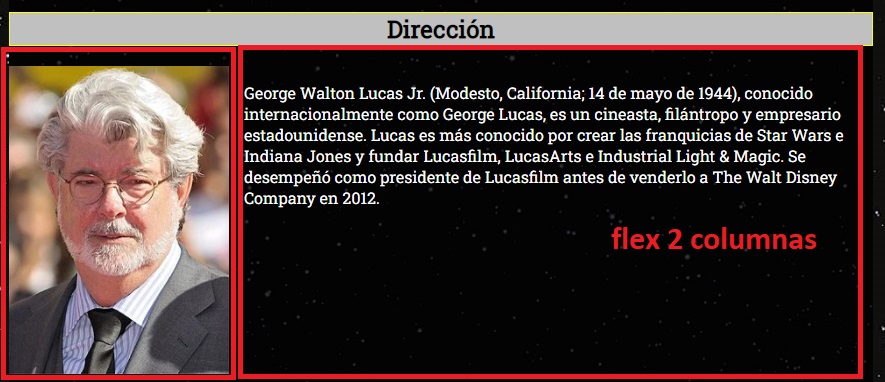 Dirección
George Walton Lucas Jr. (Modesto, California; 14 de mayo de 1944), conocido
internacionalmente como George Lucas, es un cineasta, filántropo y empresario
estadounidense. Lucas es más conocido por crear las franquicias de Star Wars e
Indiana Jones y fundar Lucasfilm, LucasArts e Industrial Light & Magic. Se
desempeñó como presidente de Lucasfilm antes de venderlo a The Walt Disney
Company en 2012.
flex 2 columnas